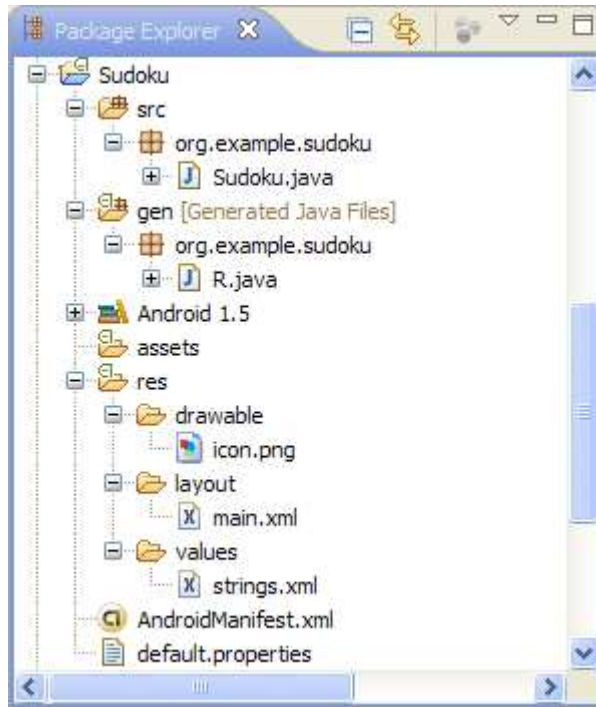 Package Explorer
Sudoku
src
org.example.sudoku
Sudoku.java
gen [Generated Java Files]
org.example.sudoku
R.java
Android 1.5
assets
res
drawable
icon.png
layout
main.xml
values
strings.xml
AndroidManifest.xml
default.properties